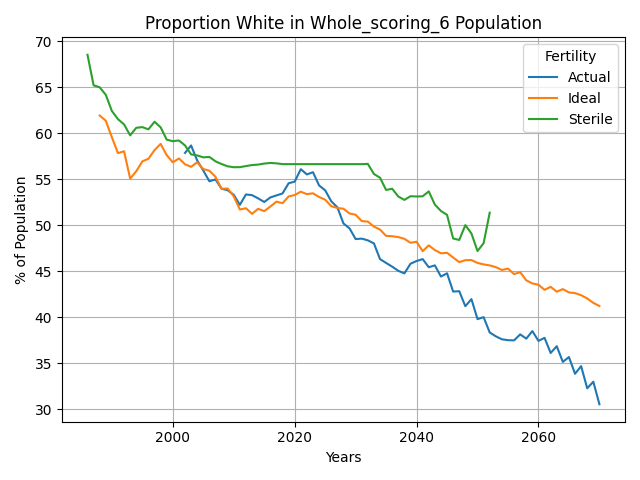 Proportion White in Whole_scoring_6 Population
70
65
60
55
50
45
40
35
30
% of Population
2000
2020
2040
2060
Years
Fertility
Actual
Ideal
Sterile